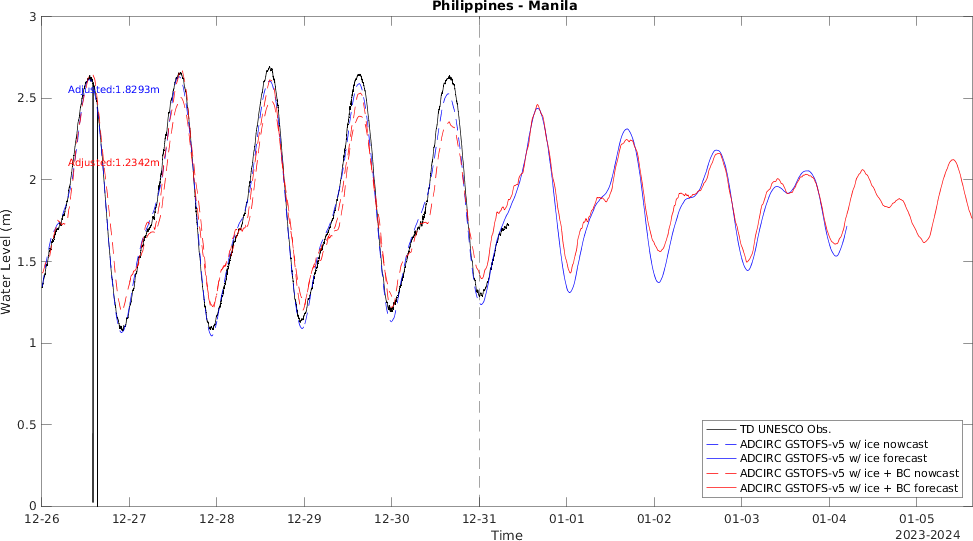 Philippines - Manila
3
2.5
2
1.5
1
0.5
0
Water Level (m)
Adjusted:1.8293m
Adjusted:1.2342m
TD UNESCO Obs.
ADCIRC GSTOFS-v5 w/ ice nowcast
ADCIRC GSTOFS-v5 w/ ice forecast
ADCIRC GSTOFS-v5 w/ ice + BC nowcast
ADCIRC GSTOFS-v5 w/ ice + BC forecast
12-26 12-27 12-28 12-29 12-30 12-31 01-01 01-02 01-03 01-04 01-05
Time
2023-2024